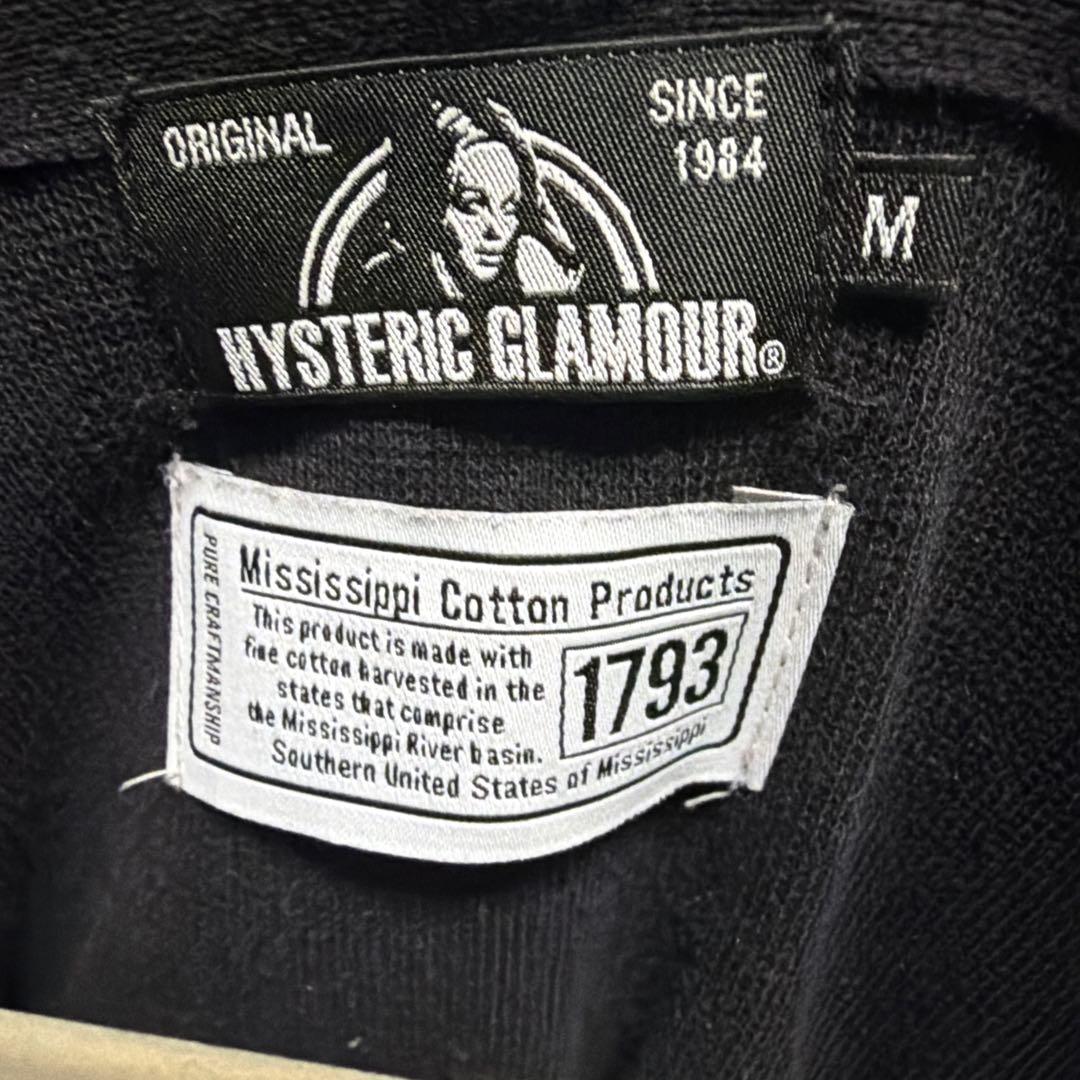 ORIGINAL
SINCE
1984
M
HYSTERIC GLAMOUR®
PURE CRAFTMANSHIP
Mississippi Cotton Products
This product is made with
fine cotton harvested in the
states that comprise
the Mississippi River basin.
1793
Southern United States of Mississippi